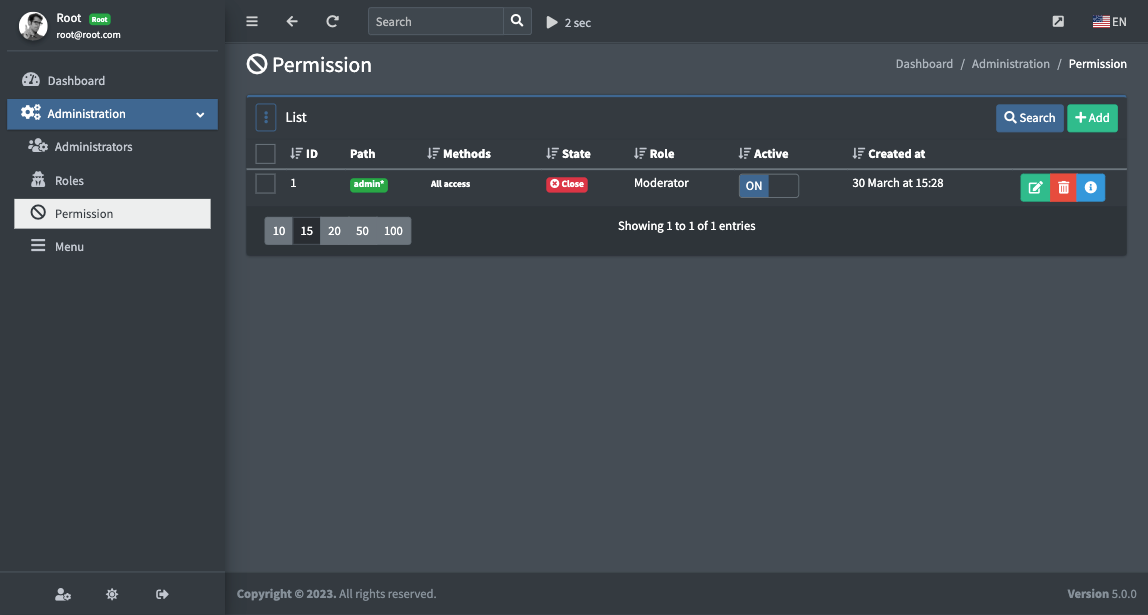 Root Root
root@root.com
Search
2 sec
EN
Dashboard
Administration
Administrators
Roles
Permission
Menu
Permission
Dashboard / Administration / Permission
List
Search
Add
ID Path Methods State Role Active Created at
1 admin* All access Close Moderator ON 30 March at 15:28
10 15 20 50 100
Showing 1 to 1 of 1 entries
Copyright © 2023. All rights reserved.
Version 5.0.0